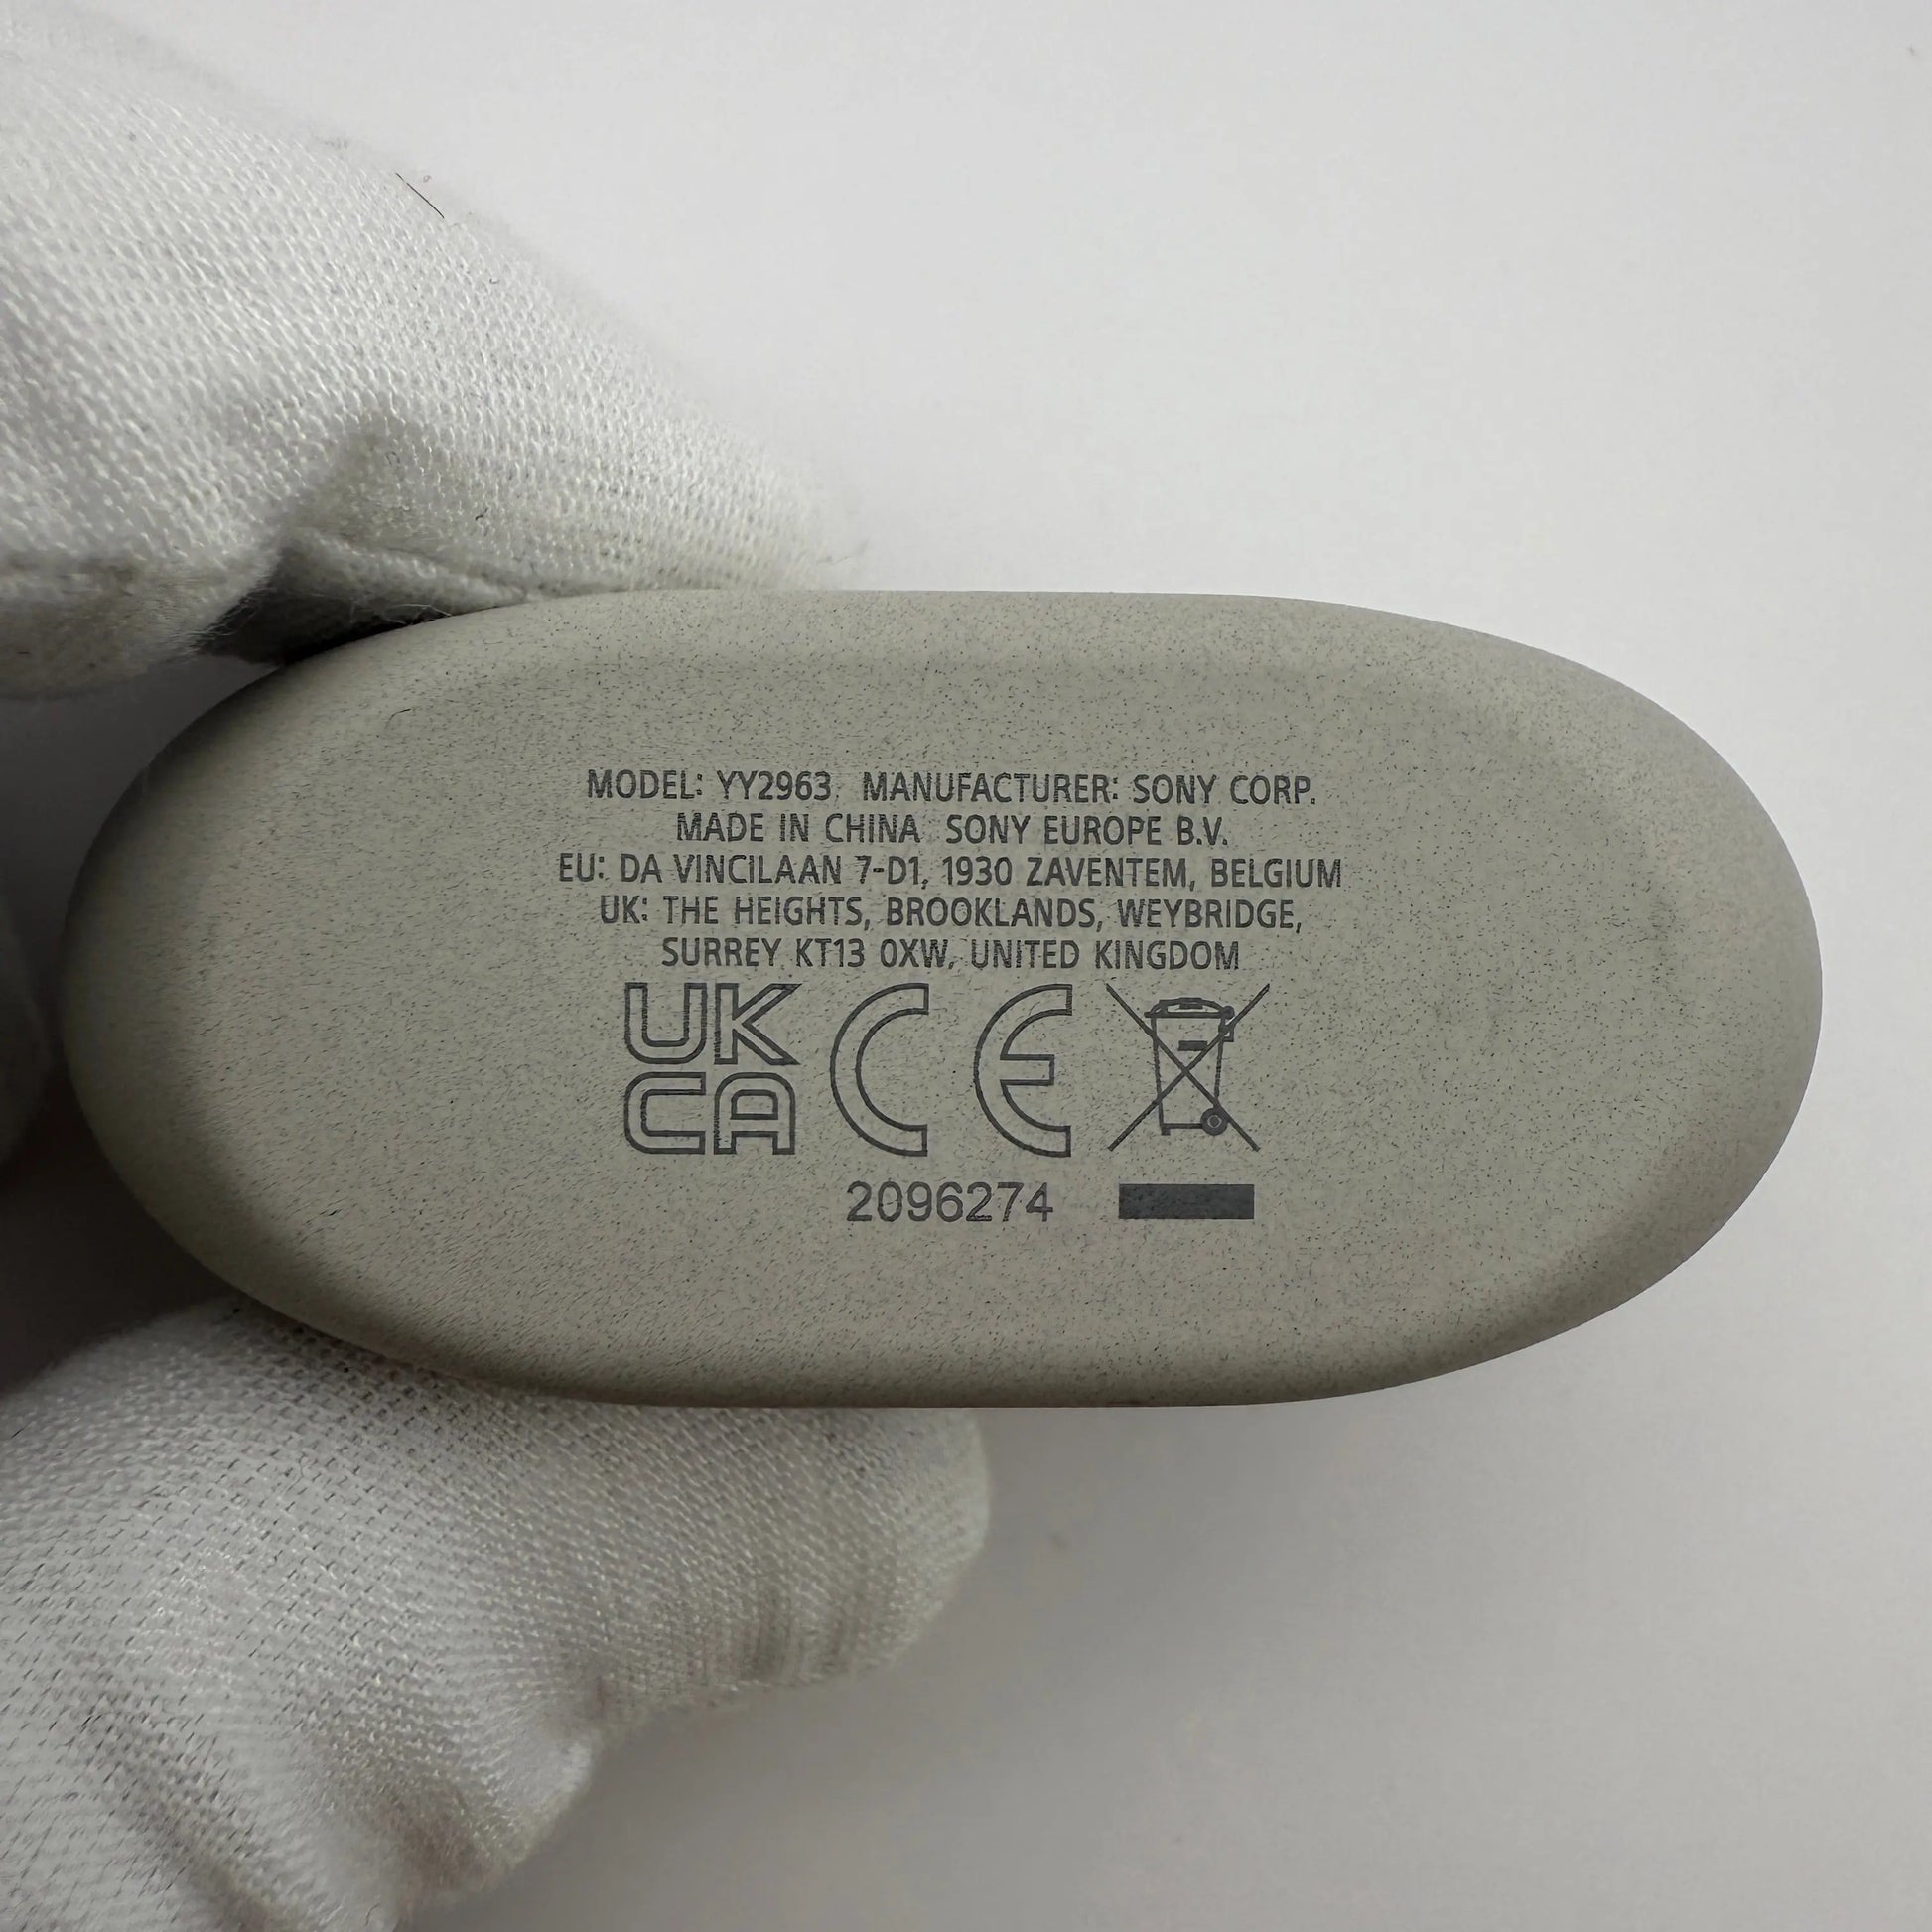 MODEL: YY2963. MANUFACTURER: SONY CORP.
MADE IN CHINA SONY EUROPE B.V.
EU: DA VINCILAAN 7-D1, 1930 ZAVENTEM, BELGIUM
UK: THE HEIGHTS, BROOKLANDS, WEYBRIDGE,
SURREY KT13 0XW, UNITED KINGDOM
UK
CA CE
2096274